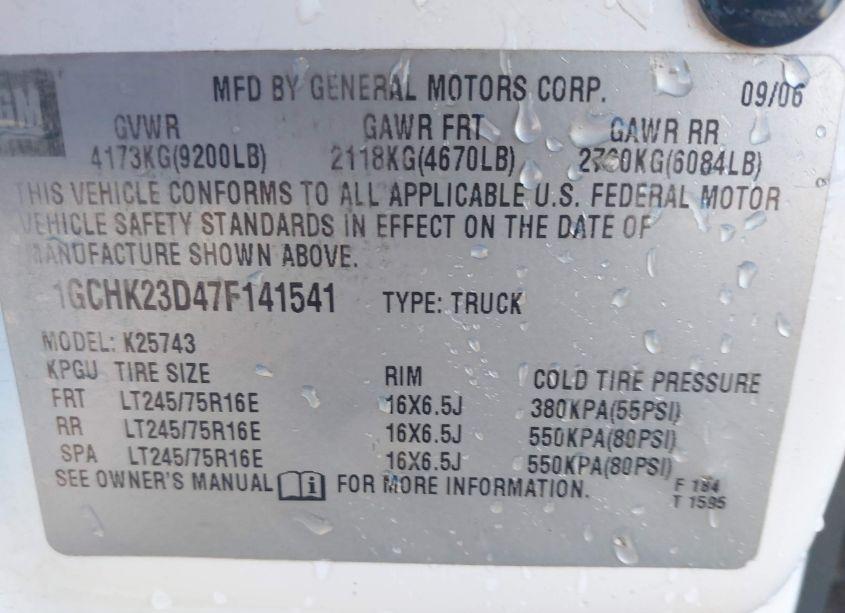 GM
MFD BY GENERAL MOTORS CORP. 09/06
GVWR GAWR FRT GAWR RR
4173KG(9200LB) 2118KG(4670LB) 2760KG(6084LB)
THIS VEHICLE CONFORMS TO ALL APPLICABLE U.S. FEDERAL MOTOR
VEHICLE SAFETY STANDARDS IN EFFECT ON THE DATE OF
MANUFACTURE SHOWN ABOVE.
1GCHK23D47F141541 TYPE: TRUCK
MODEL: K25743
KPGU TIRE SIZE RIM COLD TIRE PRESSURE
FRT LT245/75R16E 16X6.5J 380KPA(55PSI)
RR LT245/75R16E 16X6.5J 550KPA(80PSI)
SPA LT245/75R16E 16X6.5J 550KPA(80PSI)
SEE OWNER'S MANUAL i FOR MORE INFORMATION.
F 184
T 1595